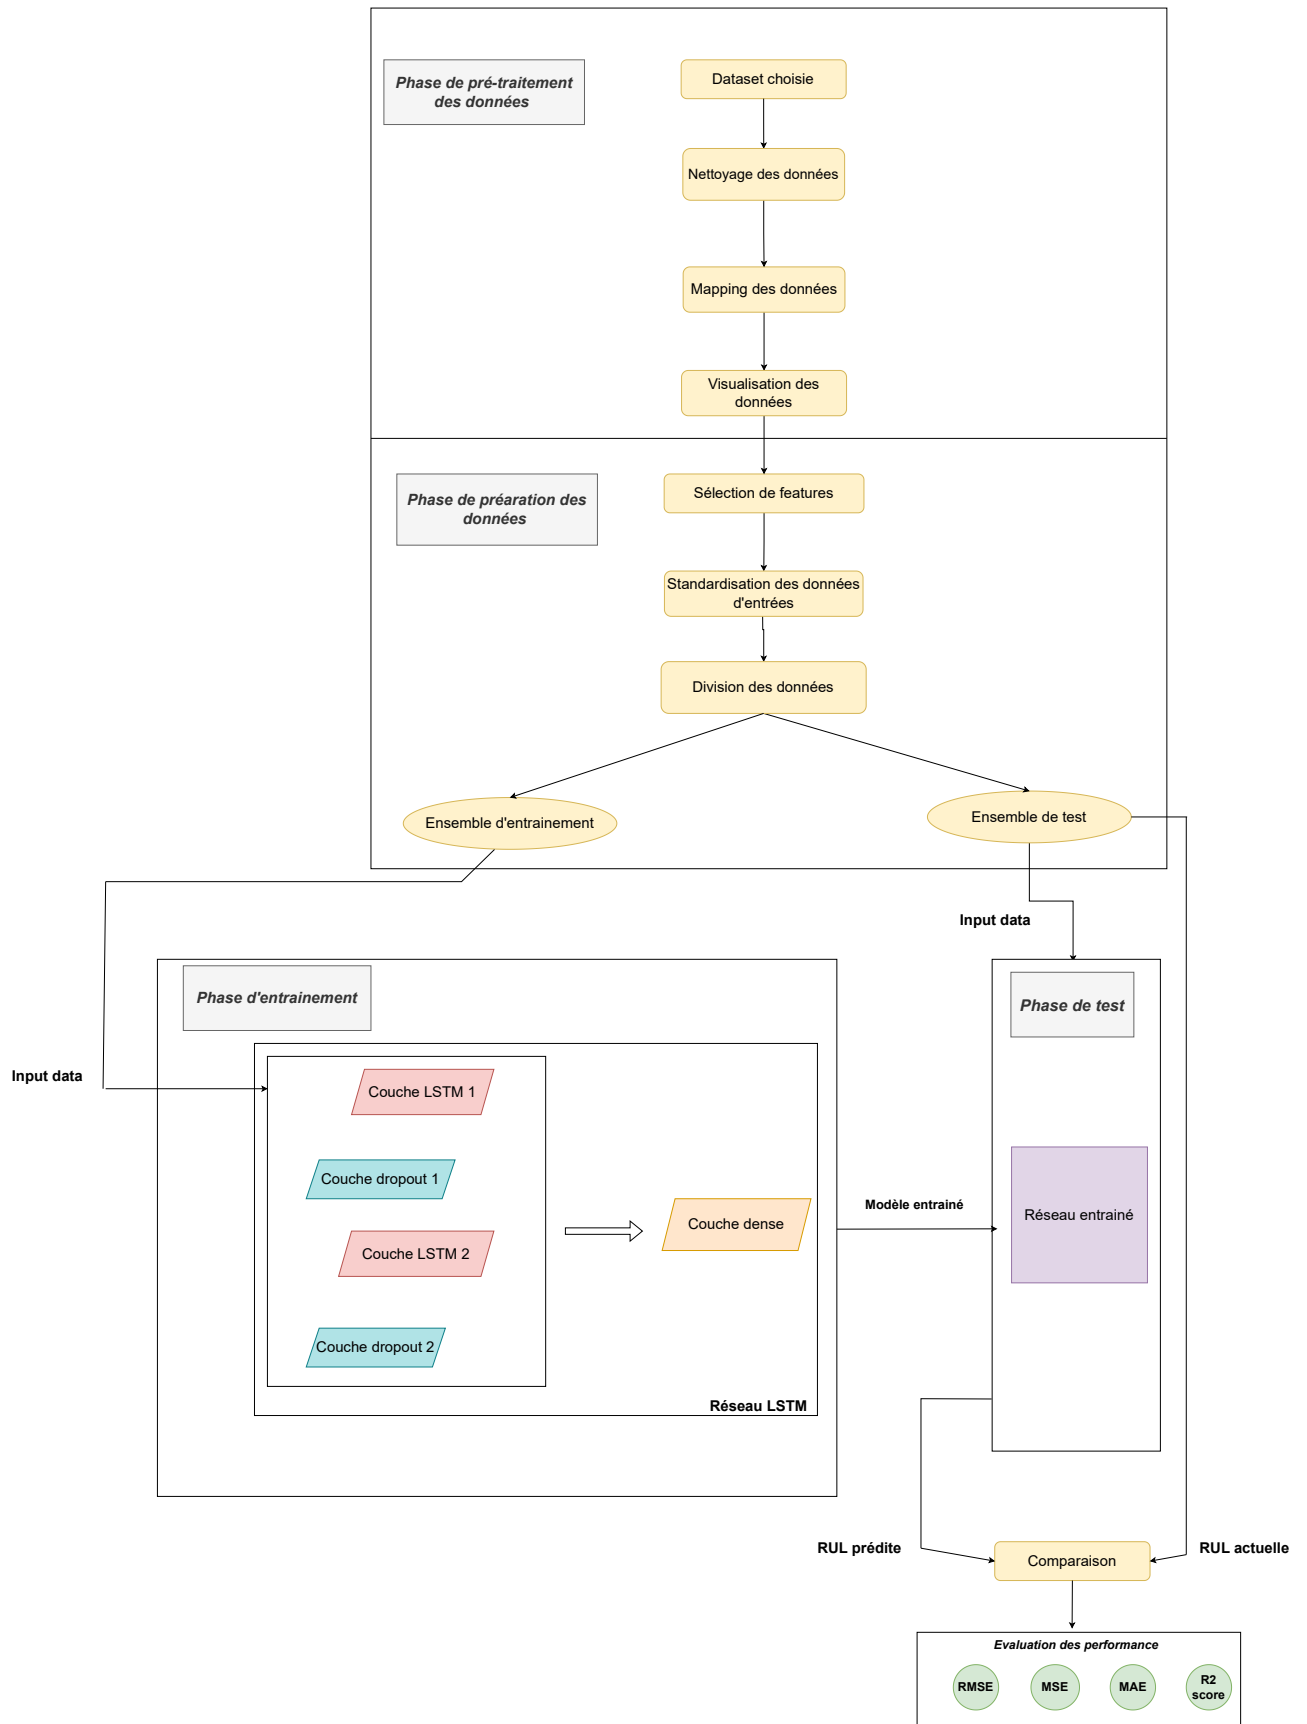 Phase de pré-traitement
des données
Dataset choisie
Nettoyage des données
Mapping des données
Visualisation des
données
Phase de préaration des
données
Sélection de features
Standardisation des données
d'entrées
Division des données
Ensemble d'entrainement
Ensemble de test
Input data
Phase d'entrainement
Phase de test
Input data
Couche LSTM 1
Couche dropout 1
Couche LSTM 2
Couche dropout 2
Couche dense
Réseau LSTM
Modèle entrainé
Réseau entrainé
RUL prédite
Comparaison
RUL actuelle
Evaluation des performance
RMSE
MSE
MAE
R2
score